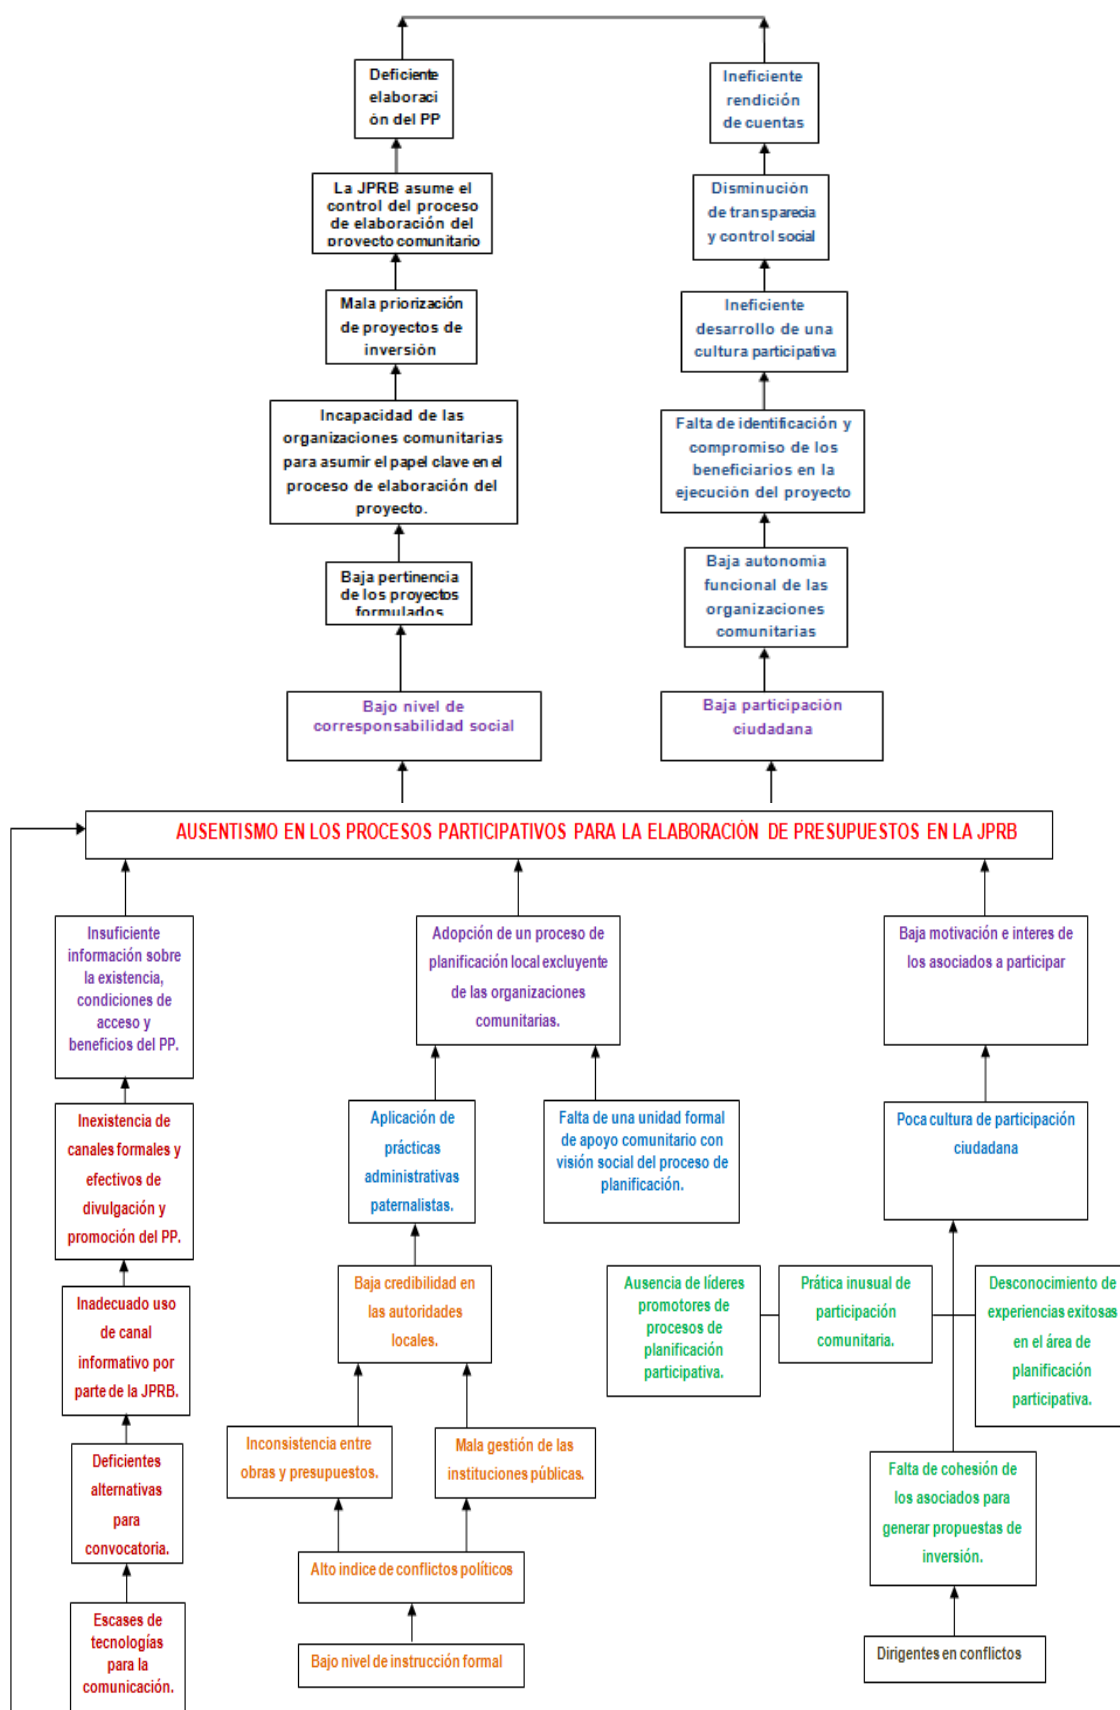 Deficiente
elaboraci
ón del PP
Ineficiente
rendición
de cuentas
La JPRB asume el
control del proceso
de elaboración del
proyecto comunitario
Disminución
de transparecia
y control social
Mala priorización
de proyectos de
inversión
Ineficiente
desarrollo de una
cultura participativa
Incapacidad de las
organizaciones comunitarias
para asumir el papel clave en el
proceso de elaboración del
proyecto.
Falta de identificación y
compromiso de los
beneficiarios en la
ejecución del proyecto
Baja pertinencia
de los proyectos
formulados
Baja autonomia
funcional de las
organizaciones
comunitarias
Bajo nivel de
corresponsabilidad social
Baja participación
ciudadana
AUSENTISMO EN LOS PROCESOS PARTICIPATIVOS PARA LA ELABORACIÓN DE PRESUPUESTOS EN LA JPRB
Insuficiente
información sobre
la existencia,
condiciones de
acceso y
beneficios del PP.
Adopción de un proceso de
planificación local excluyente
de las organizaciones
comunitarias.
Baja motivación e interes de
los asociados a participar
Inexistencia de
canales formales y
efectivos de
divulgación y
promoción del PP.
Aplicación de
prácticas
administrativas
paternalistas.
Falta de una unidad formal
de apoyo comunitario con
visión social del proceso de
planificación.
Poca cultura de participación
ciudadana
Inadecuado uso
de canal
informativo por
parte de la JPRB.
Baja credibilidad en
las autoridades
locales.
Ausencia de líderes
promotores de
procesos de
planificación
participativa.
Prática inusual de
participación
comunitaria.
Desconocimiento de
experiencias exitosas
en el área de
planificación
participativa.
Deficientes
alternativas
para
convocatoria.
Inconsistencia entre
obras y presupuestos.
Mala gestión de las
instituciones públicas.
Falta de cohesión de
los asociados para
generar propuestas de
inversión.
Alto indice de conflictos políticos
Escases de
tecnologías
para la
comunicación.
Bajo nivel de instrucción formal
Dirigentes en conflictos